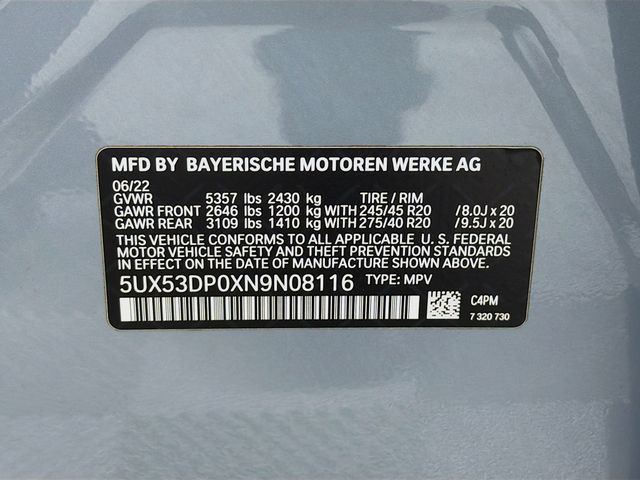 MFD BY BAYERISCHE MOTOREN WERKE AG
06/22
GVWR 5357 lbs 2430 kg TIRE / RIM
GAWR FRONT 2646 lbs 1200 kg WITH 245/45 R20 /8.0J x 20
GAWR REAR 3109 lbs 1410 kg WITH 275/40 R20 /9.5J x 20
THIS VEHICLE CONFORMS TO ALL APPLICABLE U. S. FEDERAL
MOTOR VEHICLE SAFETY AND THEFT PREVENTION STANDARDS
IN EFFECT ON THE DATE OF MANUFACTURE SHOWN ABOVE.
5UX53DP0XN9N08116 TYPE: MPV
C4PM
7 320 730